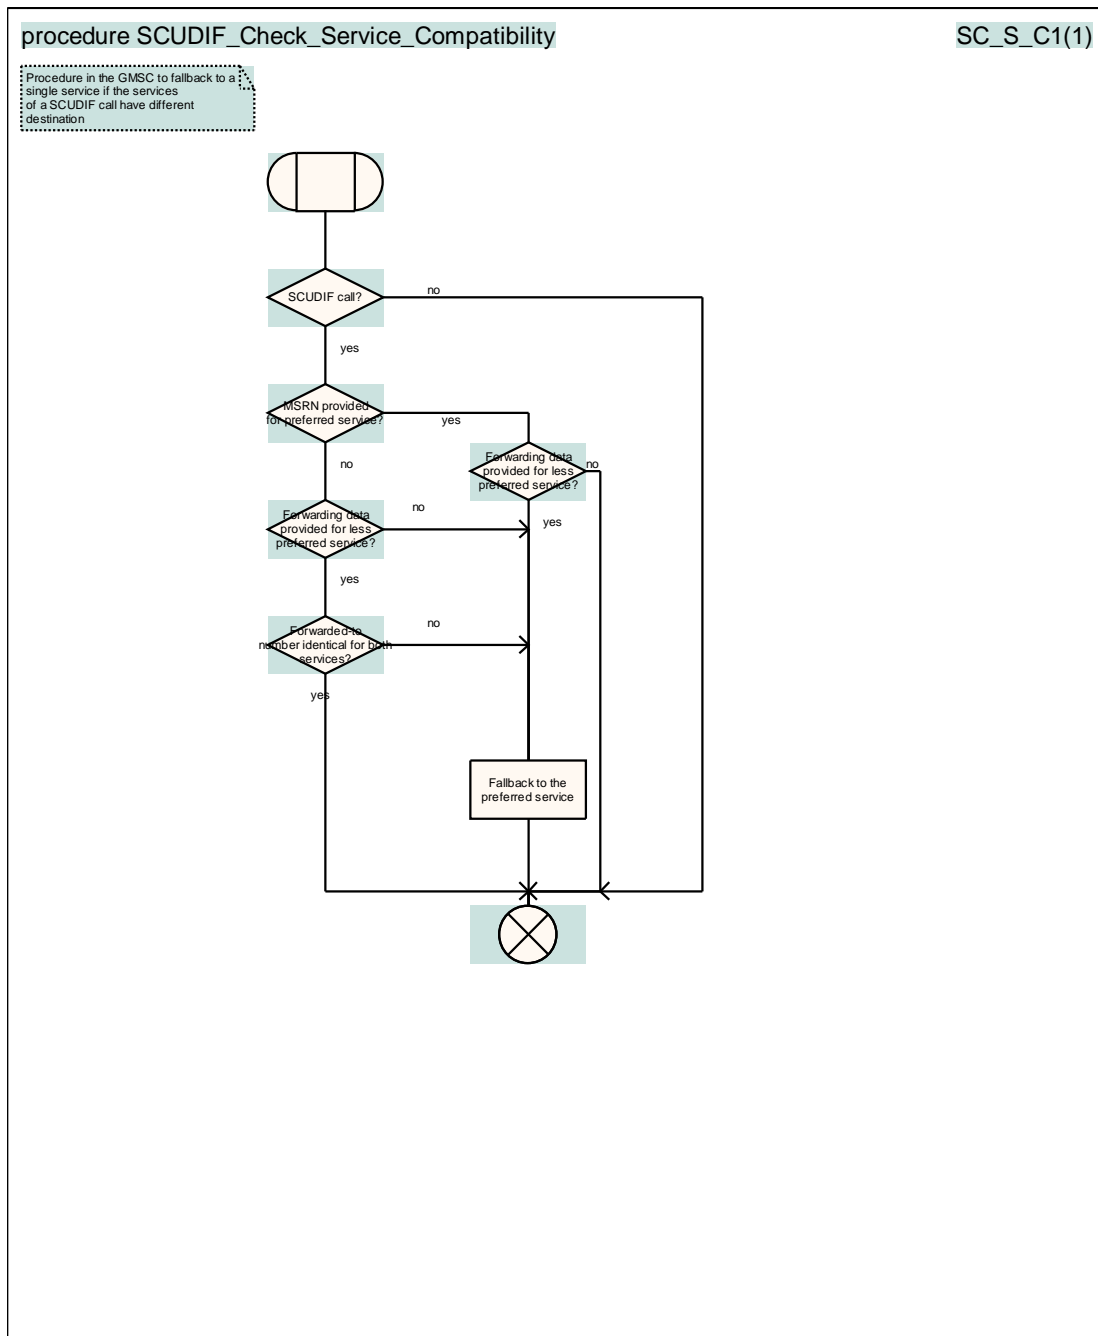 procedure SCUDIF_Check_Service_Compatibility
SC_S_C1(1)
Procedure in the GMSC to fallback to a
single service if the services
of a SCUDIF call have different
destination
SCUDIF call?
no
yes
MSRN provided
for preferred service?
yes
no
Forwarding data
provided for less
preferred service?
no
yes
Forwarding data
provided for less
preferred service?
no
yes
Forwarded-to
number identical for both
services?
no
yes
Fallback to the
preferred service